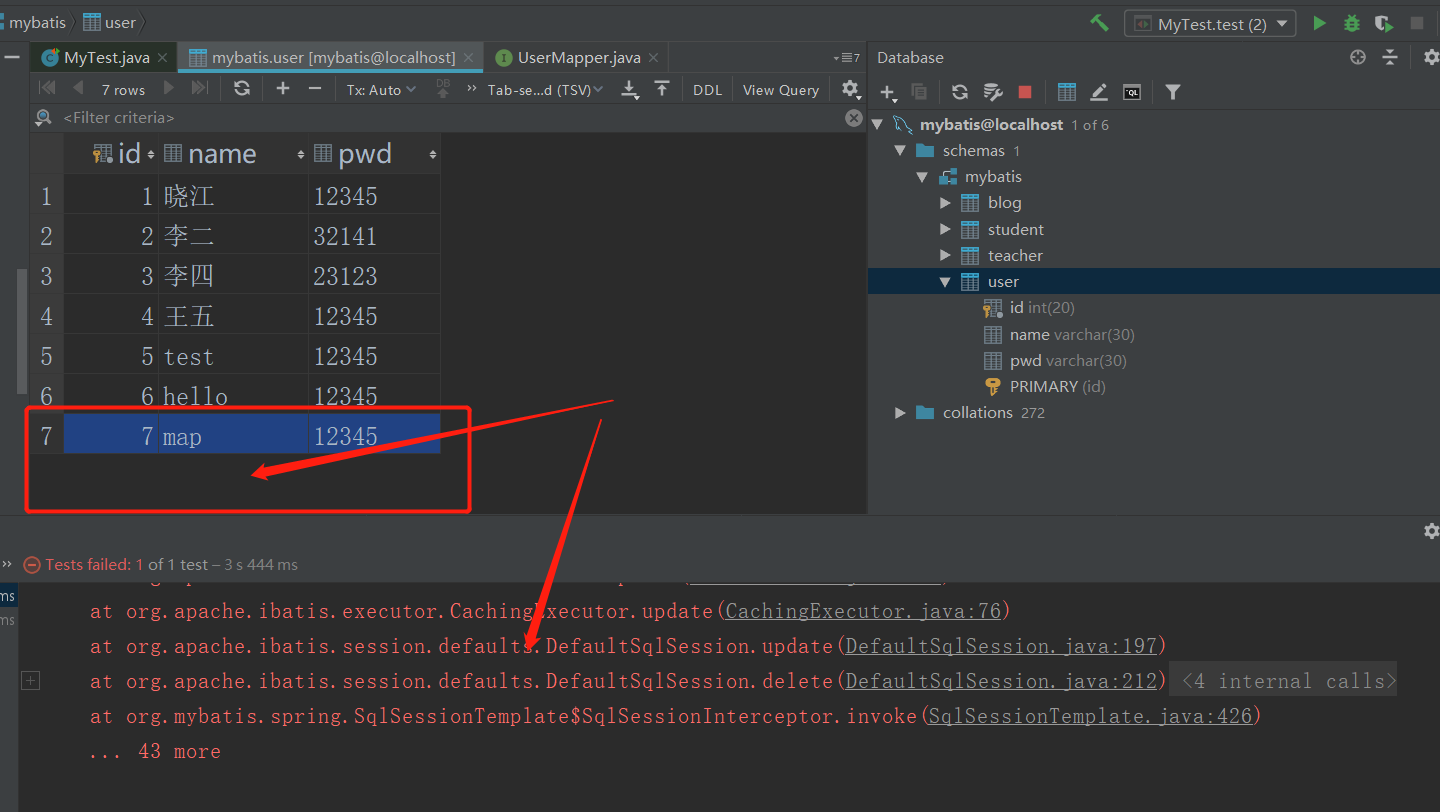 mybatis user
MyTest.test (2)
MyTest.java
mybatis.user [mybatis@localhost]
UserMapper.java
7
7 rows
Tx: Auto
DB
Tab-se...d (TSV)
DDL
View Query
<Filter criteria>
id name pwd
1 1 晓江 12345
2 2 李二 32141
3 3 李四 23123
4 4 王五 12345
5 5 test 12345
6 6 hello 12345
7 7 map 12345
Database
QL
mybatis@localhost 1 of 6
schemas 1
mybatis
blog
student
teacher
user
id int(20)
name varchar(30)
pwd varchar(30)
PRIMARY (id)
collations 272
Tests failed: 1 of 1 test – 3 s 444 ms
ms
ms
at org.apache.ibatis.executor.CachingExecutor.update(CachingExecutor.java:76)
at org.apache.ibatis.session.defaults.DefaultSqlSession.update(DefaultSqlSession.java:197)
at org.apache.ibatis.session.defaults.DefaultSqlSession.delete(DefaultSqlSession.java:212) <4 internal calls>
at org.mybatis.spring.SqlSessionTemplate$SqlSessionInterceptor.invoke(SqlSessionTemplate.java:426)
... 43 more